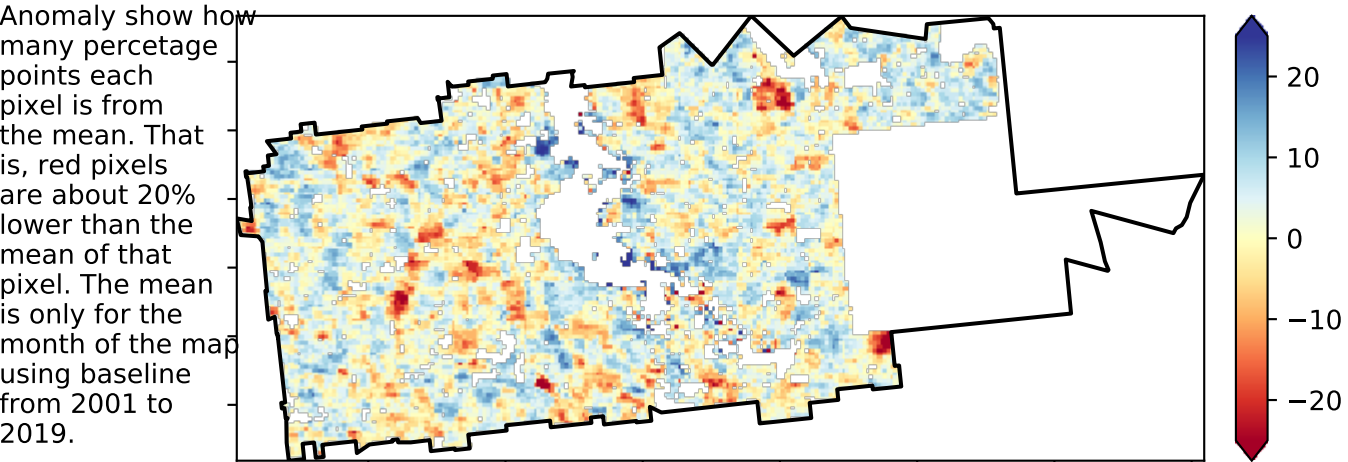 Anomaly show how
many percetage
points each
pixel is from
the mean. That
is, red pixels
are about 20%
lower than the
mean of that
pixel. The mean
is only for the
month of the map
using baseline
from 2001 to
2019.
20
10
0
−10
−20